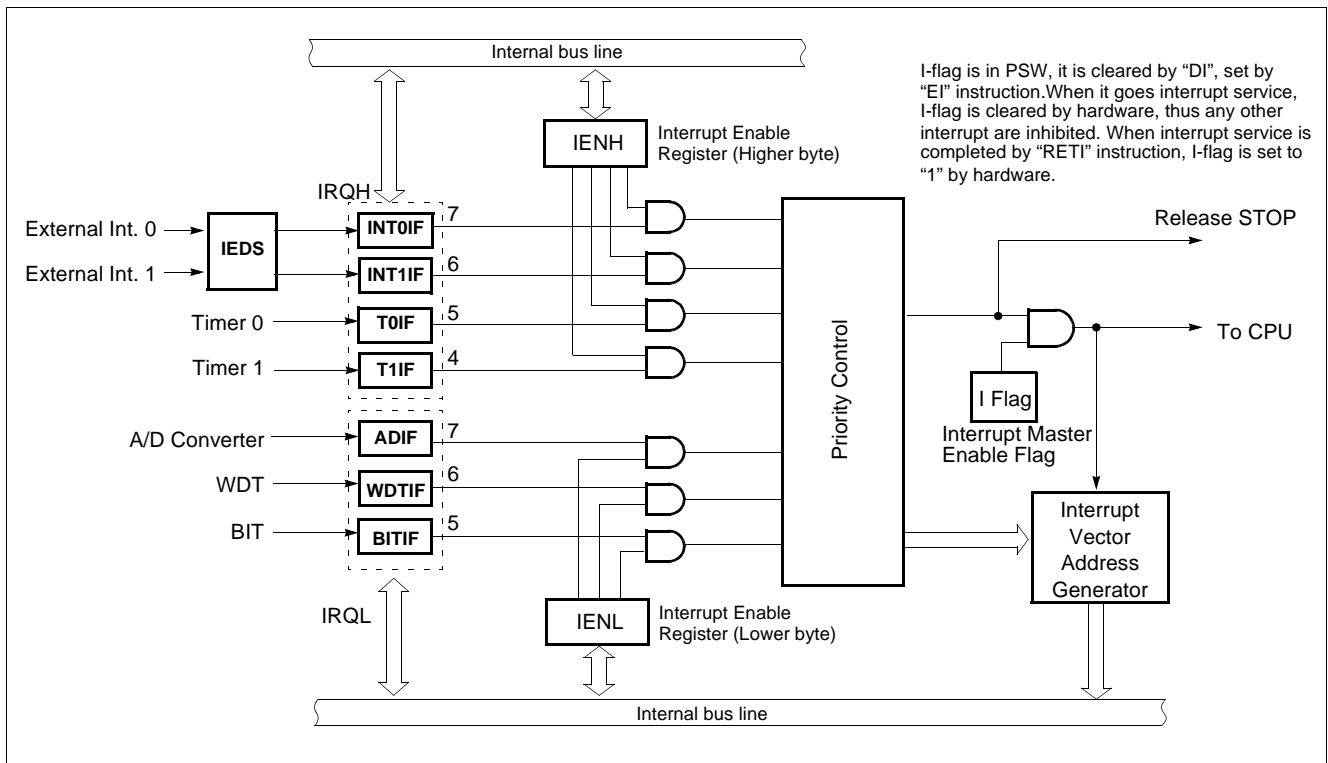 Internal bus line
I-flag is in PSW, it is cleared by “DI”, set by
“EI” instruction.When it goes interrupt service,
I-flag is cleared by hardware, thus any other
interrupt are inhibited. When interrupt service is
completed by “RETI” instruction, I-flag is set to
“1” by hardware.
IENH
Interrupt Enable
Register (Higher byte)
IRQH
External Int. 0
External Int. 1
IEDS
INT0IF
7
INT1IF
6
Timer 0
T0IF
5
Timer 1
T1IF
4
A/D Converter
ADIF
7
WDT
WDTIF
6
BIT
BITIF
5
IRQL
IENL
Interrupt Enable
Register (Lower byte)
Priority Control
Release STOP
To CPU
I Flag
Interrupt Master
Enable Flag
Interrupt
Vector
Address
Generator
Internal bus line